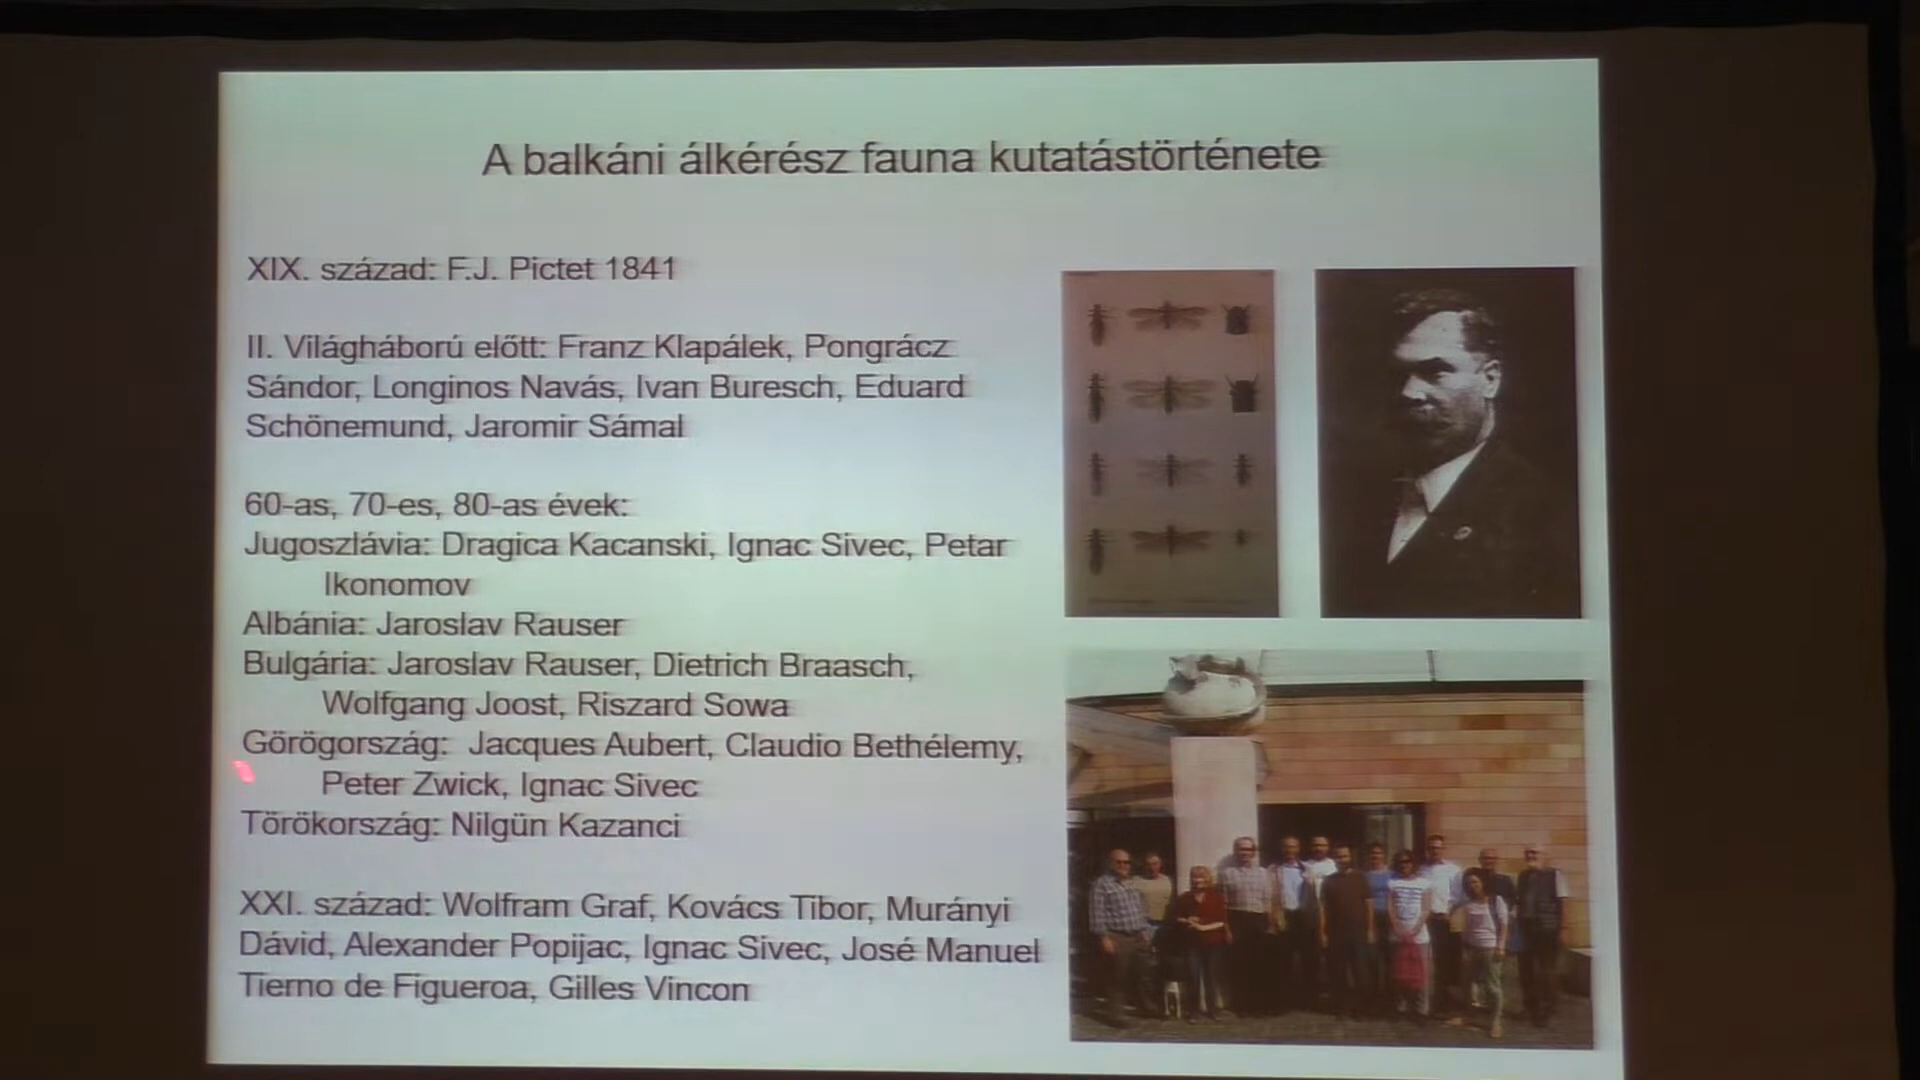 A balkáni álkérész fauna kutatástörténete
XIX. század: F.J. Pictet 1841
II. Világháború előtt: Franz Klapálek, Pongrácz
Sándor, Longinos Navás, Ivan Buresch, Eduard
Schönemund, Jaromir Sámal
60-as, 70-es, 80-as évek:
Jugoszlávia: Dragica Kacanski, Ignac Sivec, Petar
Ikonomov
Albánia: Jaroslav Rauser
Bulgária: Jaroslav Rauser, Dietrich Braasch,
Wolfgang Joost, Riszard Sowa
Görögország: Jacques Aubert, Claudio Bethélemy,
Peter Zwick, Ignac Sivec
Törökország: Nilgün Kazanci
XXI. század: Wolfram Graf, Kovács Tibor, Murányi
Dávid, Alexander Popijac, Ignac Sivec, José Manuel
Tierno de Figueroa, Gilles Vincon